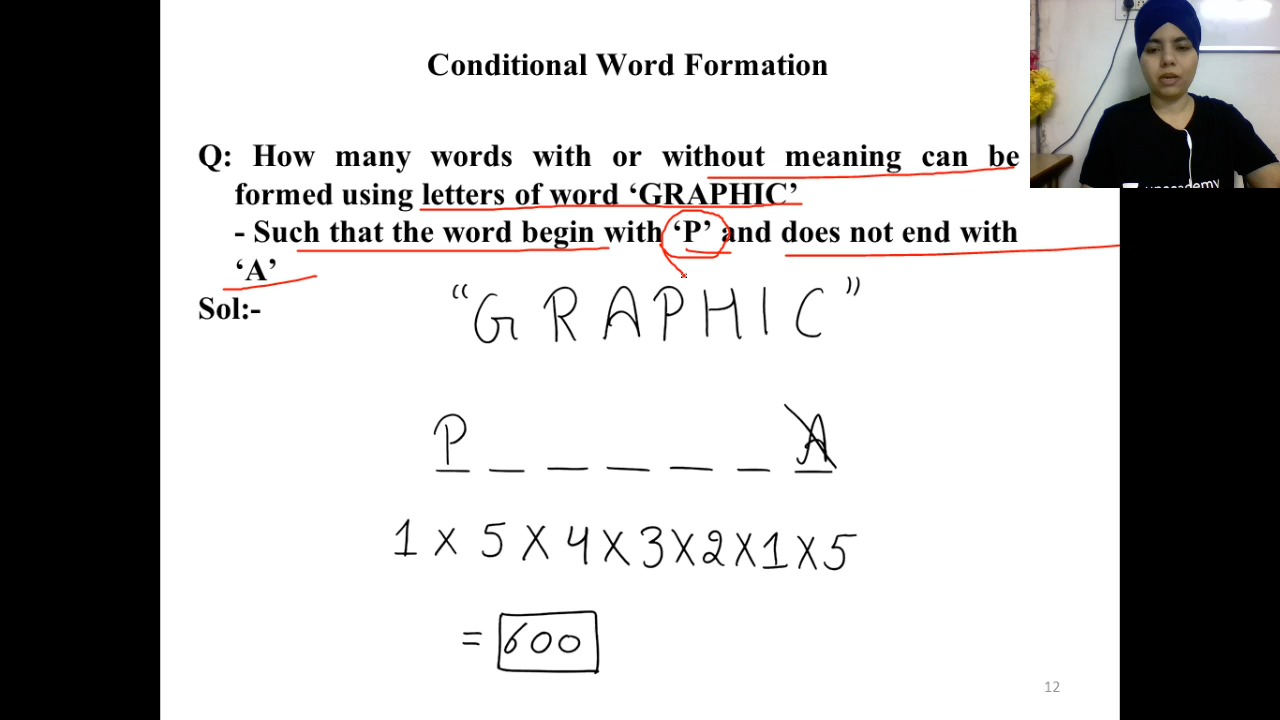 Conditional Word Formation
Q: How many words with or without meaning can be
formed using letters of word ‘GRAPHIC’
- Such that the word begin with ‘P’ and does not end with
‘A’
Sol:-
“GRAPHIC”
P _ _ _ _ _ A
1 X 5 X 4 X 3 X 2 X 1 X 5
= 600
12